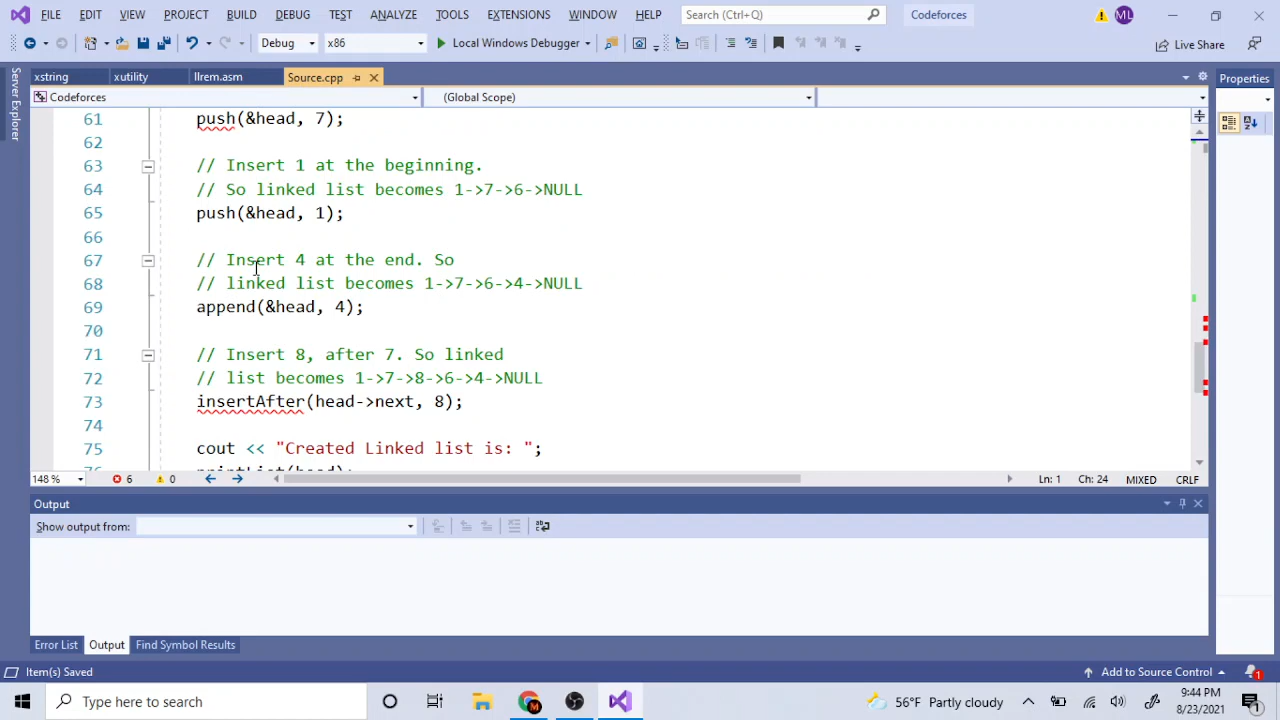 FILE EDIT VIEW PROJECT BUILD DEBUG TEST ANALYZE TOOLS EXTENSIONS WINDOW HELP Search (Ctrl+Q) Codeforces ML
Debug x86 Local Windows Debugger Live Share
xstring xutility llrem.asm Source.cpp
Server Explorer
Properties
Codeforces (Global Scope)
61 push(&head, 7);
62
63 // Insert 1 at the beginning.
64 // So linked list becomes 1->7->6->NULL
65 push(&head, 1);
66
67 // Insert 4 at the end. So
68 // linked list becomes 1->7->6->4->NULL
69 append(&head, 4);
70
71 // Insert 8, after 7. So linked
72 // list becomes 1->7->8->6->4->NULL
73 insertAfter(head->next, 8);
74
75 cout << "Created Linked list is: ";
76 printList(head);
148 % 6 0 Ln: 1 Ch: 24 MIXED CRLF
Output
Show output from:
Error List Output Find Symbol Results
Item(s) Saved Add to Source Control 1
Type here to search 56°F Partly cloudy 9:44 PM
8/23/2021 1